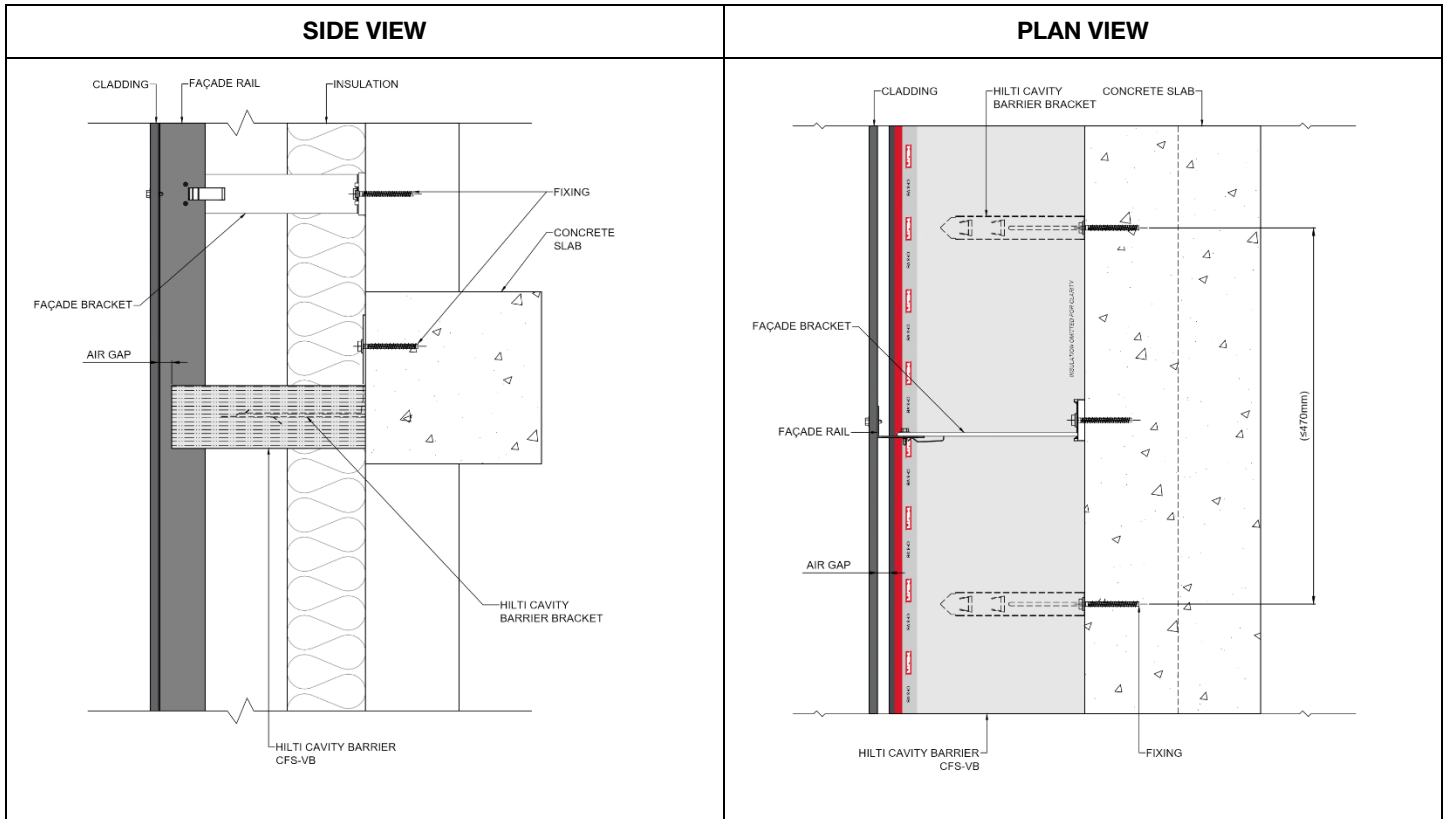 SIDE VIEW
PLAN VIEW
CLADDING
FAÇADE RAIL
INSULATION
FIXING
CONCRETE
SLAB
FAÇADE BRACKET
AIR GAP
HILTI CAVITY
BARRIER BRACKET
HILTI CAVITY BARRIER
CFS-VB
CLADDING
HILTI CAVITY
BARRIER BRACKET
CONCRETE SLAB
INSULATION OMITTED FOR CLARITY
FAÇADE BRACKET
FAÇADE RAIL
(≤470mm)
AIR GAP
HILTI CAVITY BARRIER
CFS-VB
FIXING